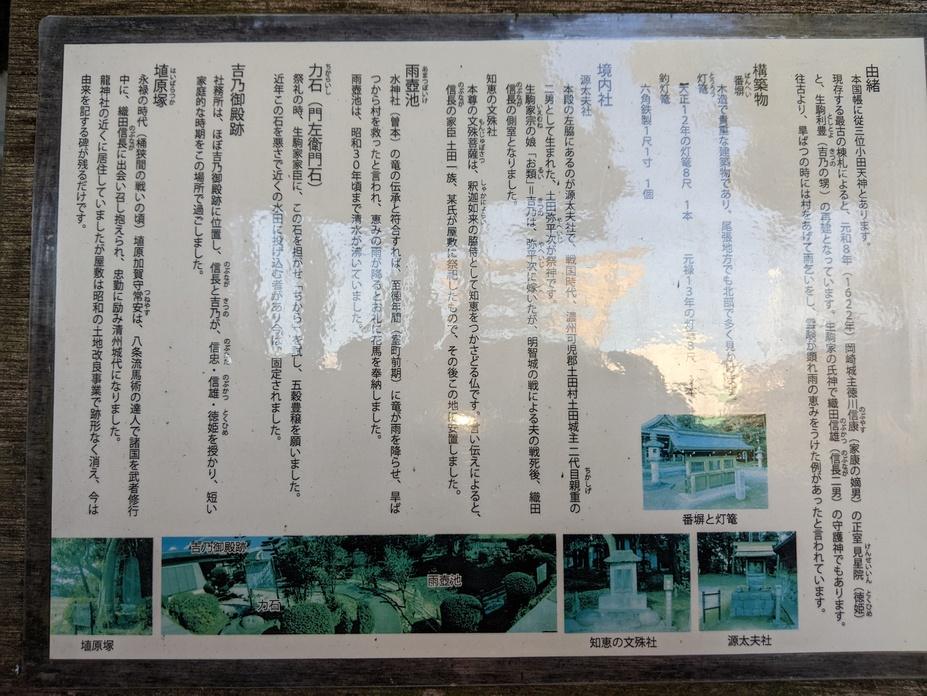 由緒
本国帳に従三位小田天神とあります。
現存する最古の棟札によると、元和8年（1622年）岡崎城主徳川信康（家康の嫡男）の正室 見星院（徳姫）
と、生駒利豊（吉乃の甥）の再建となっています。生駒家の氏神で織田信雄（信長二男）の守護神でもあります。
往古より、旱ばつの時には村をあげて雨乞いをし、霊験が顕れ雨の恵みをうけた例があったと言われています。
構築物
番塀
木造で貴重な建築物であり、尾張地方でも北部で多く見か
灯篭
天正12年の灯篭8尺 1本 元禄13年の灯
釣灯篭
六角鉄製1尺1寸 1個
境内社
源太夫社
本殿の左脇にあるのが源太夫社で、戦国時代、濃州可児郡土田村土田城主二代目親重の
二男として生まれた、土田弥平次が祭神です。
生駒家宗の娘「お類」＝吉乃は、弥平次に嫁いだが、明智城の戦による夫の戦死後、織田
信長の側室となりました。
知恵の文殊社
本尊の文殊菩薩は、釈迦如来の脇侍として知恵をつかさどる仏です。言い伝えによると、
信長の家臣 土田一族、某氏が屋敷に祭祀したもので、その後この地に安置しました。
雨壺池
水神社（曽本）の竜の伝承と符合すれば、至徳年間（室町前期）に竜が雨を降らせ、旱ば
つから村を救ったと言われ、恵みの雨が降るとお礼に花馬を奉納しました。
雨壺池は、昭和30年頃まで清水が沸いていました。
力石（門左衛門石）
祭礼の時、生駒家家臣に、この石を担がせ「ちから」を試し、五穀豊穣を願いました。
近年この石を悪さで近くの水田に投げ込む者があり今は、固定されました。
吉乃御殿跡
社務所は、ほぼ吉乃御殿跡に位置し、信長と吉乃が、信忠・信雄・徳姫を授かり、短い
家庭的な時期をこの場所で過ごしました。
埴原塚
永禄の時代（桶狭間の戦いの頃）埴原加賀守常安は、八条流馬術の達人で諸国を武者修行
中に、織田信長に出会い召し抱えられ、忠勤に励み清州城代になりました。
龍神社の近くに居住していましたが屋敷は昭和の土地改良事業で跡形なく消え、今は
由来を記する碑が残るだけです。
番塀と灯篭
源太夫社
知恵の文殊社
吉乃御殿跡
力石
雨壺池
埴原塚